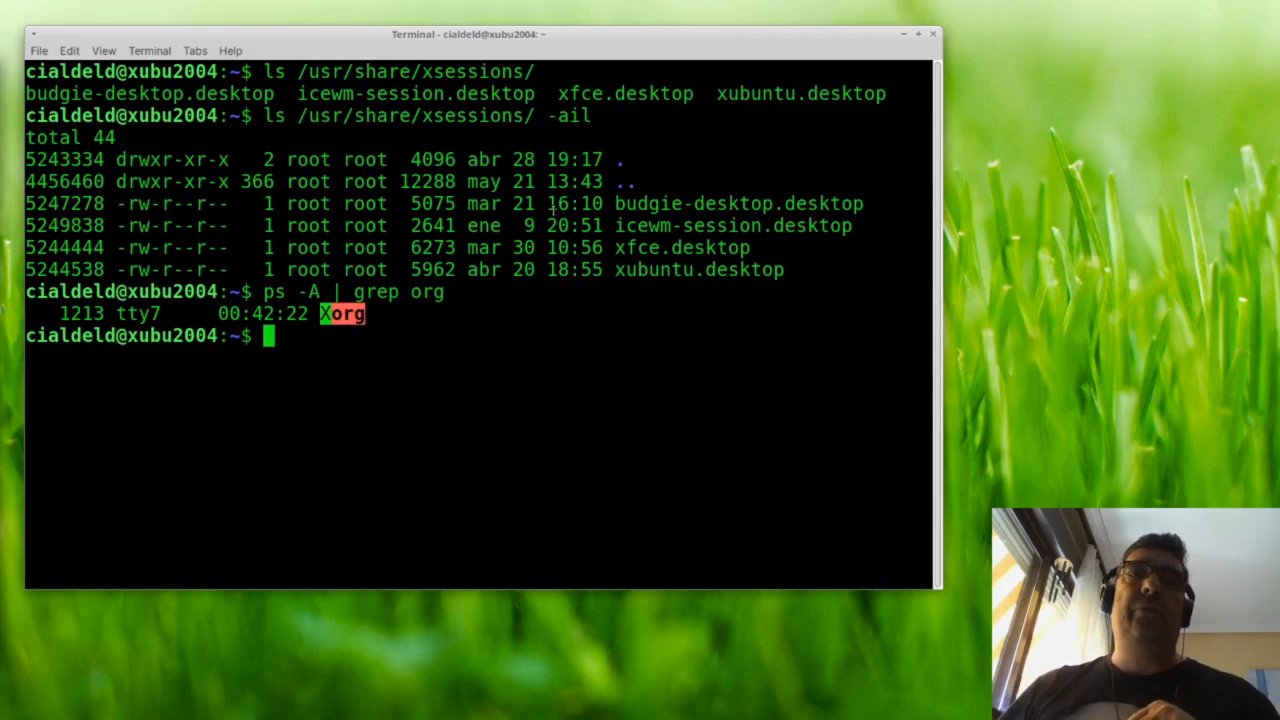 Terminal - cialdeld@xubu2004: ~
File Edit View Terminal Tabs Help
cialdeld@xubu2004:~$ ls /usr/share/xsessions/
budgie-desktop.desktop  icewm-session.desktop  xfce.desktop  xubuntu.desktop
cialdeld@xubu2004:~$ ls /usr/share/xsessions/ -ail
total 44
5243334 drwxr-xr-x   2 root root  4096 abr 28 19:17 .
4456460 drwxr-xr-x 366 root root 12288 may 21 13:43 ..
5247278 -rw-r--r--   1 root root  5075 mar 21 16:10 budgie-desktop.desktop
5249838 -rw-r--r--   1 root root  2641 ene  9 20:51 icewm-session.desktop
5244444 -rw-r--r--   1 root root  6273 mar 30 10:56 xfce.desktop
5244538 -rw-r--r--   1 root root  5962 abr 20 18:55 xubuntu.desktop
cialdeld@xubu2004:~$ ps -A | grep org
   1213 tty7     00:42:22 Xorg
cialdeld@xubu2004:~$